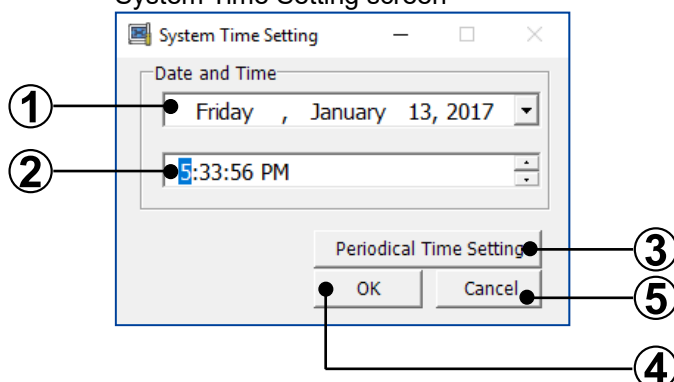 System Time Setting screen
System Time Setting
Date and Time
1
Friday , January 13, 2017
2
5:33:56 PM
Periodical Time Setting
3
OK Cancel
5
4